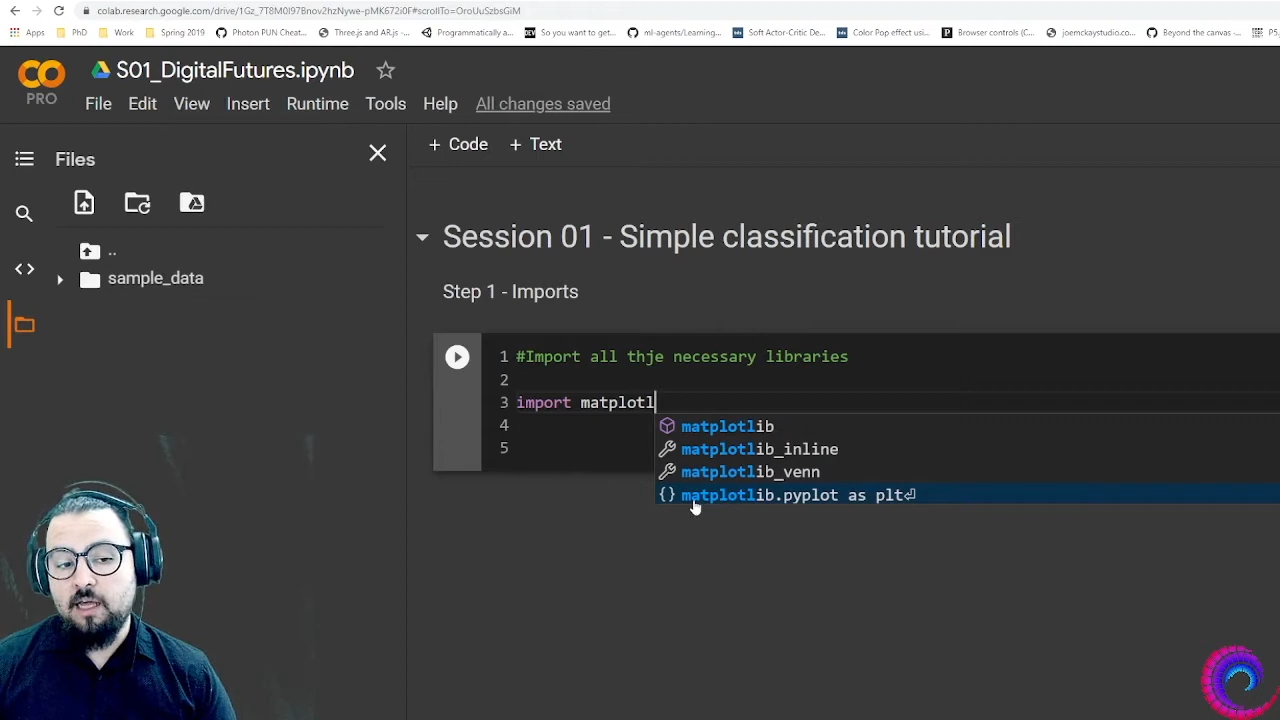 colab.research.google.com/drive/1Gz_7T8M0I97Bnov2hzNywe-pMK672i0F#scrollTo=OroUuSzbsGiM
Apps PhD Work Spring 2019 Photon PUN Cheat... Three.js and AR.js -... Programmatically a... So you want to get... ml-agents/Learning... Soft Actor-Critic De... Color Pop effect usi... Browser controls (C... joemckaystudio.co... Beyond the canvas -...
S01_DigitalFutures.ipynb
PRO
File Edit View Insert Runtime Tools Help All changes saved
Files
+ Code + Text
..
sample_data
Session 01 - Simple classification tutorial
Step 1 - Imports
1 #Import all thje necessary libraries
2
3 import matplotl
4
5
matplotlib
matplotlib_inline
matplotlib_venn
{} matplotlib.pyplot as plt⏎